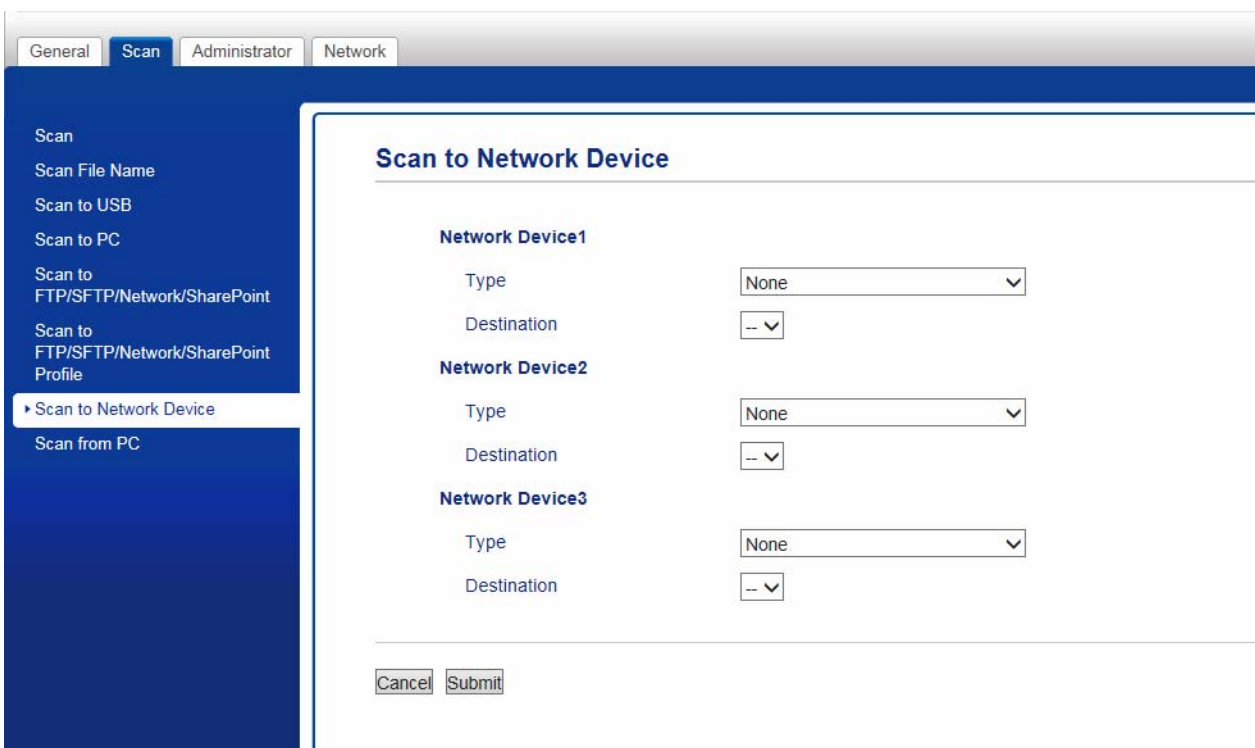 General Scan Administrator Network
Scan
Scan File Name
Scan to USB
Scan to PC
Scan to
FTP/SFTP/Network/SharePoint
Scan to
FTP/SFTP/Network/SharePoint
Profile
Scan to Network Device
Scan from PC
Scan to Network Device
Network Device1
Type None
Destination --
Network Device2
Type None
Destination --
Network Device3
Type None
Destination --
Cancel Submit